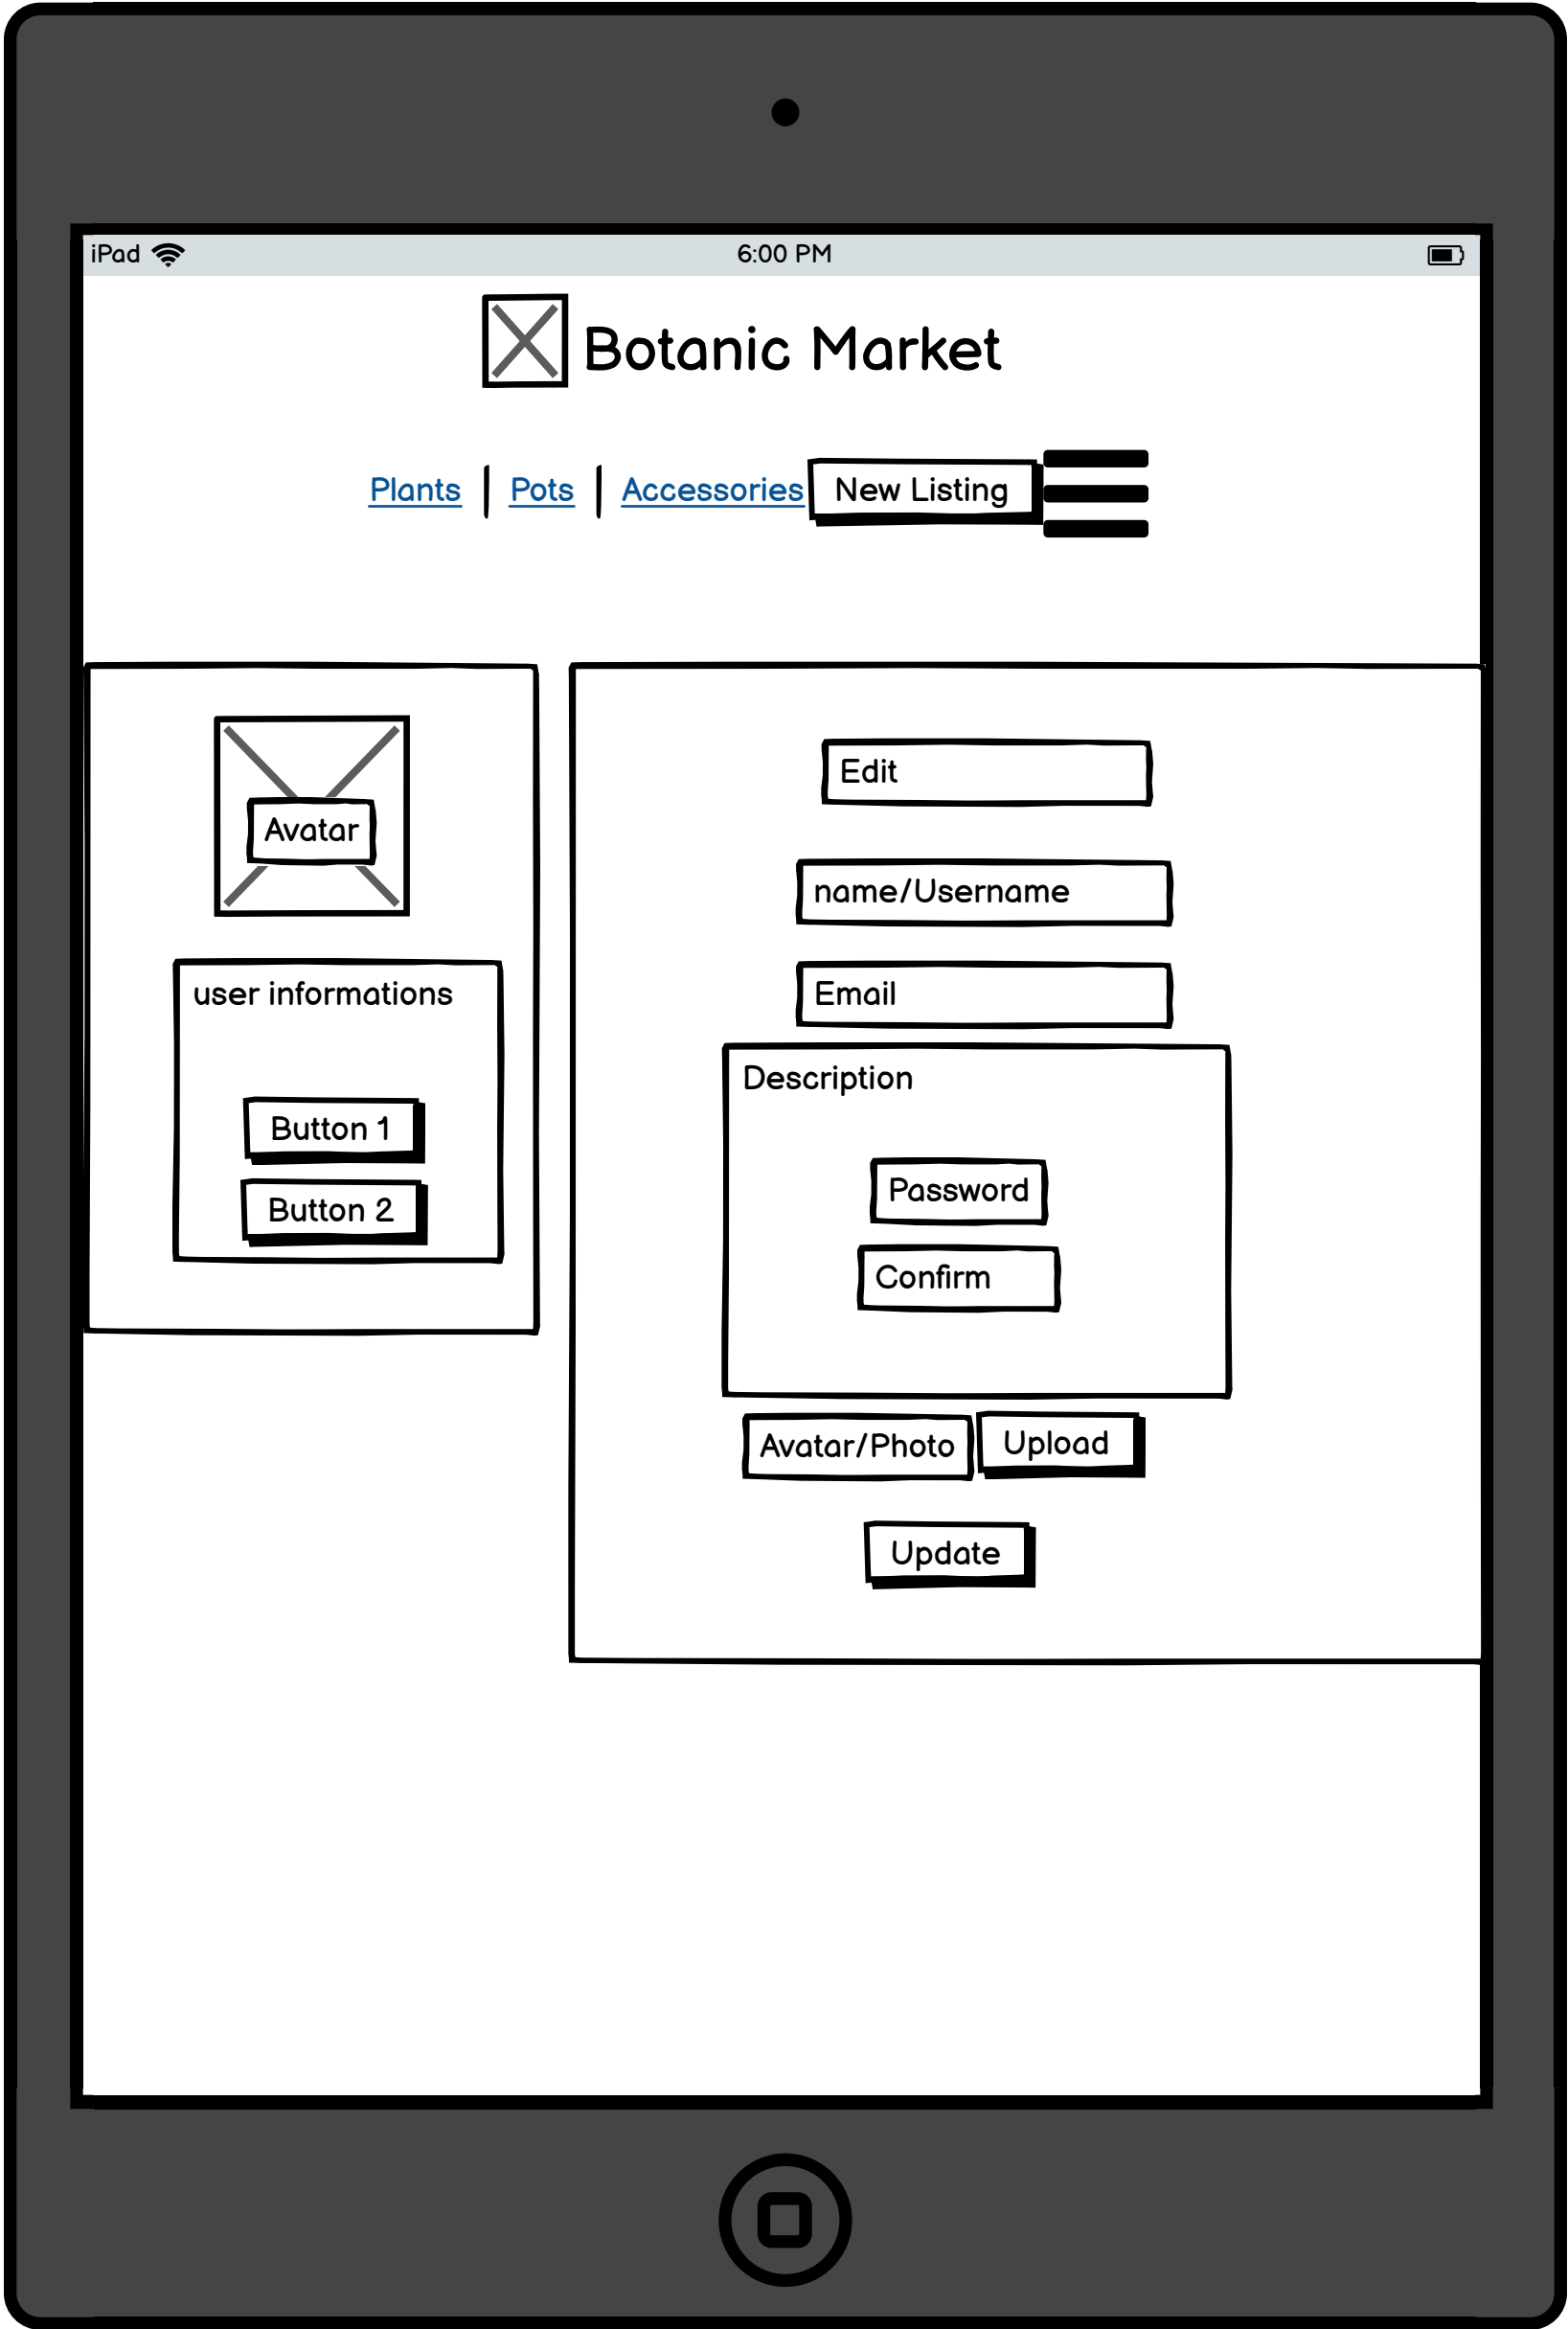 iPad 6:00 PM
Botanic Market
Plants | Pots | Accessories New Listing
Avatar
user informations
Button 1
Button 2
Edit
name/Username
Email
Description
Password
Confirm
Avatar/Photo Upload
Update